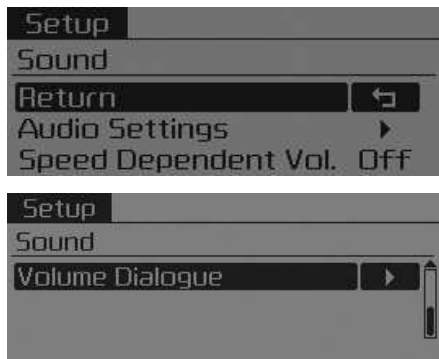 Setup
Sound
Return
Audio Settings
Speed Dependent Vol. Off
Setup
Sound
Volume Dialogue